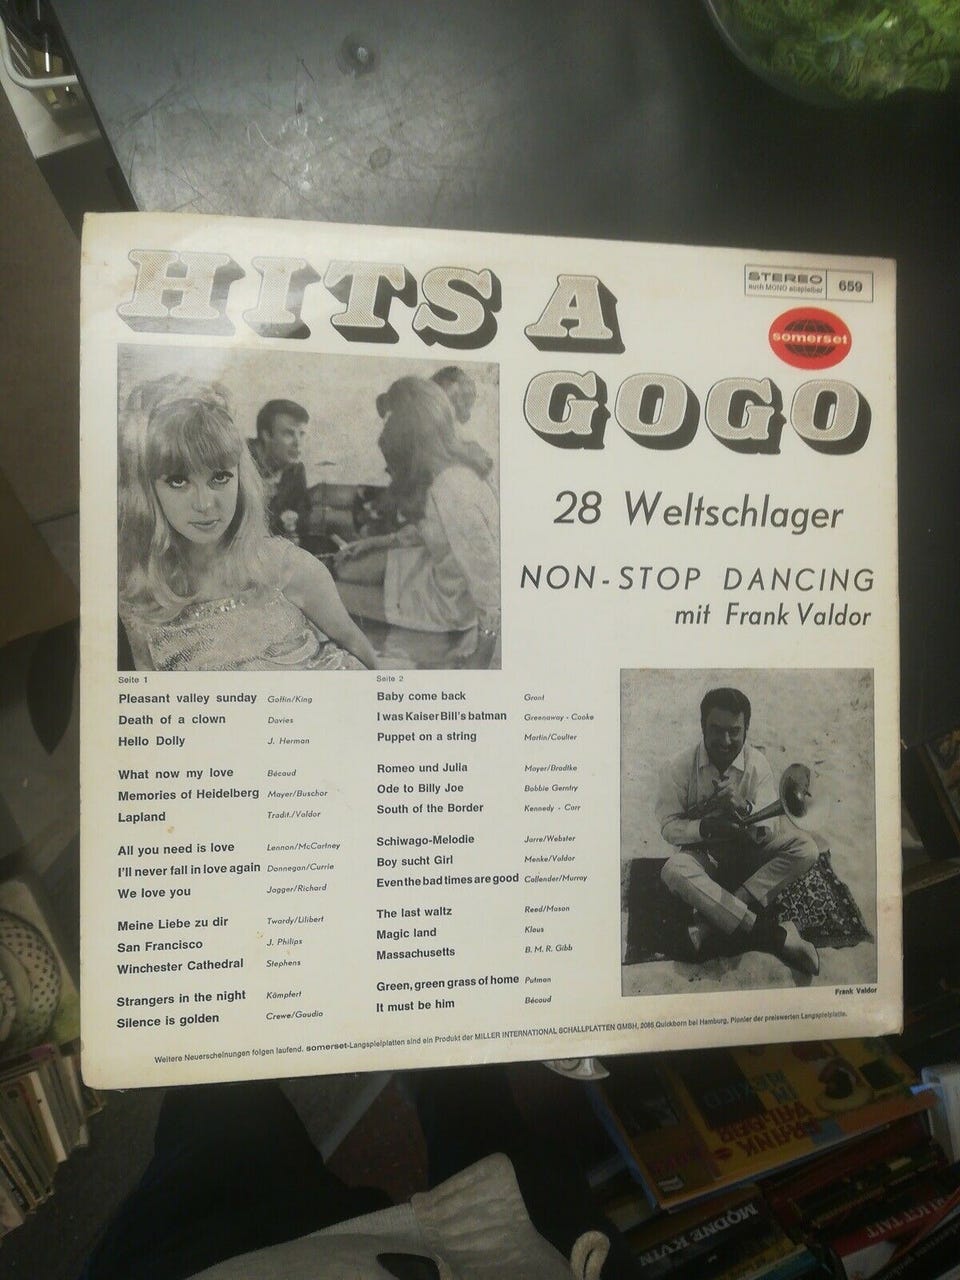 HITS A
GOGO
STEREO
auch MONO abspielbar
659
somerset
28 Weltschlager
NON-STOP DANCING
mit Frank Valdor
Seite 1
Pleasant valley sunday Goffin/King
Death of a clown Davies
Hello Dolly J. Herman
What now my love Bécaud
Memories of Heidelberg Mayer/Buschor
Lapland Tradit./Valdor
All you need is love Lennon/McCartney
I'll never fall in love again Donnegan/Currie
We love you Jagger/Richard
Meine Liebe zu dir Twardy/Lilibert
San Francisco J. Philips
Winchester Cathedral Stephens
Strangers in the night Kämpfert
Silence is golden Crewe/Gaudio
Seite 2
Baby come back Grant
I was Kaiser Bill's batman Greenaway - Cooke
Puppet on a string Martin/Coulter
Romeo und Julia Mayer/Bradtke
Ode to Billy Joe Bobbie Gentry
South of the Border Kennedy - Carr
Schiwago-Melodie Jarre/Webster
Boy sucht Girl Menke/Valdor
Even the bad times are good Callender/Murray
The last waltz Reed/Mason
Magic land Klaus
Massachusetts B. M. R. Gibb
Green, green grass of home Putman
It must be him Bécaud
Frank Valdor
Weitere Neuerscheinungen folgen laufend. somerset-Langspielplatten sind ein Produkt der MILLER INTERNATIONAL SCHALLPLATTEN GMBH, 2085 Quickborn bei Hamburg, Pionier der preiswerten Langspielplatte.